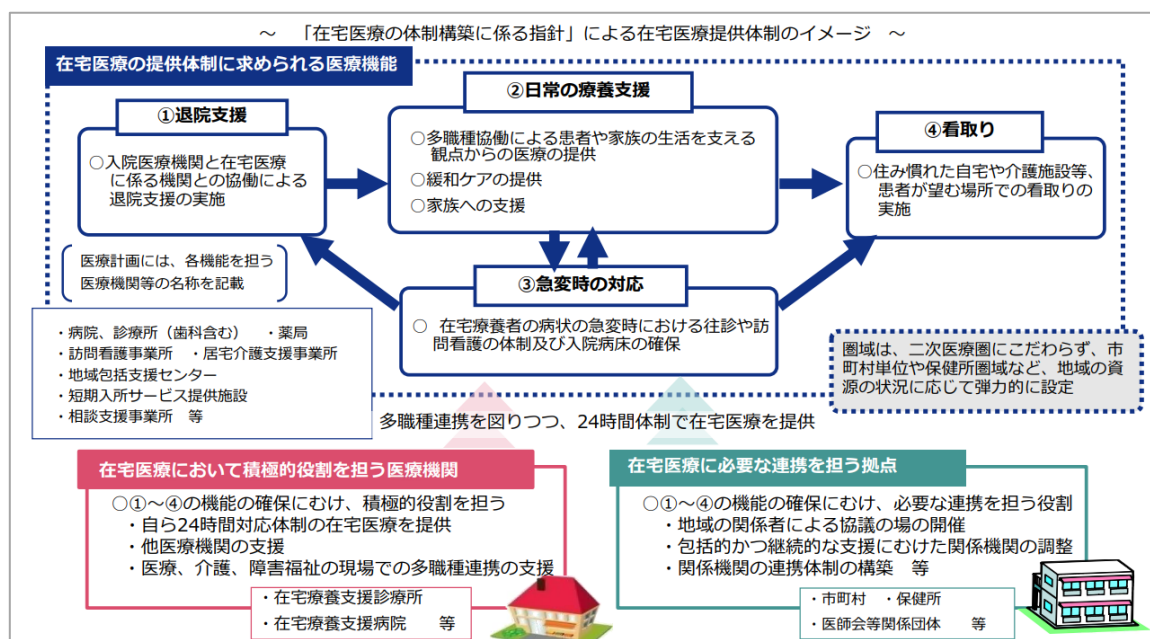 ～ 「在宅医療の体制構築に係る指針」による在宅医療提供体制のイメージ ～
在宅医療の提供体制に求められる医療機能
①退院支援
○入院医療機関と在宅医療
に係る機関との協働による
退院支援の実施
②日常の療養支援
○多職種協働による患者や家族の生活を支える
観点からの医療の提供
○緩和ケアの提供
○家族への支援
④看取り
○住み慣れた自宅や介護施設等、
患者が望む場所での看取りの
実施
医療計画には、各機能を担う
医療機関等の名称を記載
③急変時の対応
○ 在宅療養者の病状の急変時における往診や訪
問看護の体制及び入院病床の確保
・病院、診療所（歯科含む） ・薬局
・訪問看護事業所 ・居宅介護支援事業所
・地域包括支援センター
・短期入所サービス提供施設
・相談支援事業所 等
圏域は、二次医療圏にこだわらず、市
町村単位や保健所圏域など、地域の資
源の状況に応じて弾力的に設定
多職種連携を図りつつ、24時間体制で在宅医療を提供
在宅医療において積極的役割を担う医療機関
○①～④の機能の確保にむけ、積極的役割を担う
・自ら24時間対応体制の在宅医療を提供
・他医療機関の支援
・医療、介護、障害福祉の現場での多職種連携の支援
・在宅療養支援診療所
・在宅療養支援病院 等
在宅医療に必要な連携を担う拠点
○①～④の機能の確保にむけ、必要な連携を担う役割
・地域の関係者による協議の場の開催
・包括的かつ継続的な支援にむけた関係機関の調整
・関係機関の連携体制の構築 等
・市町村 ・保健所
・医師会等関係団体 等